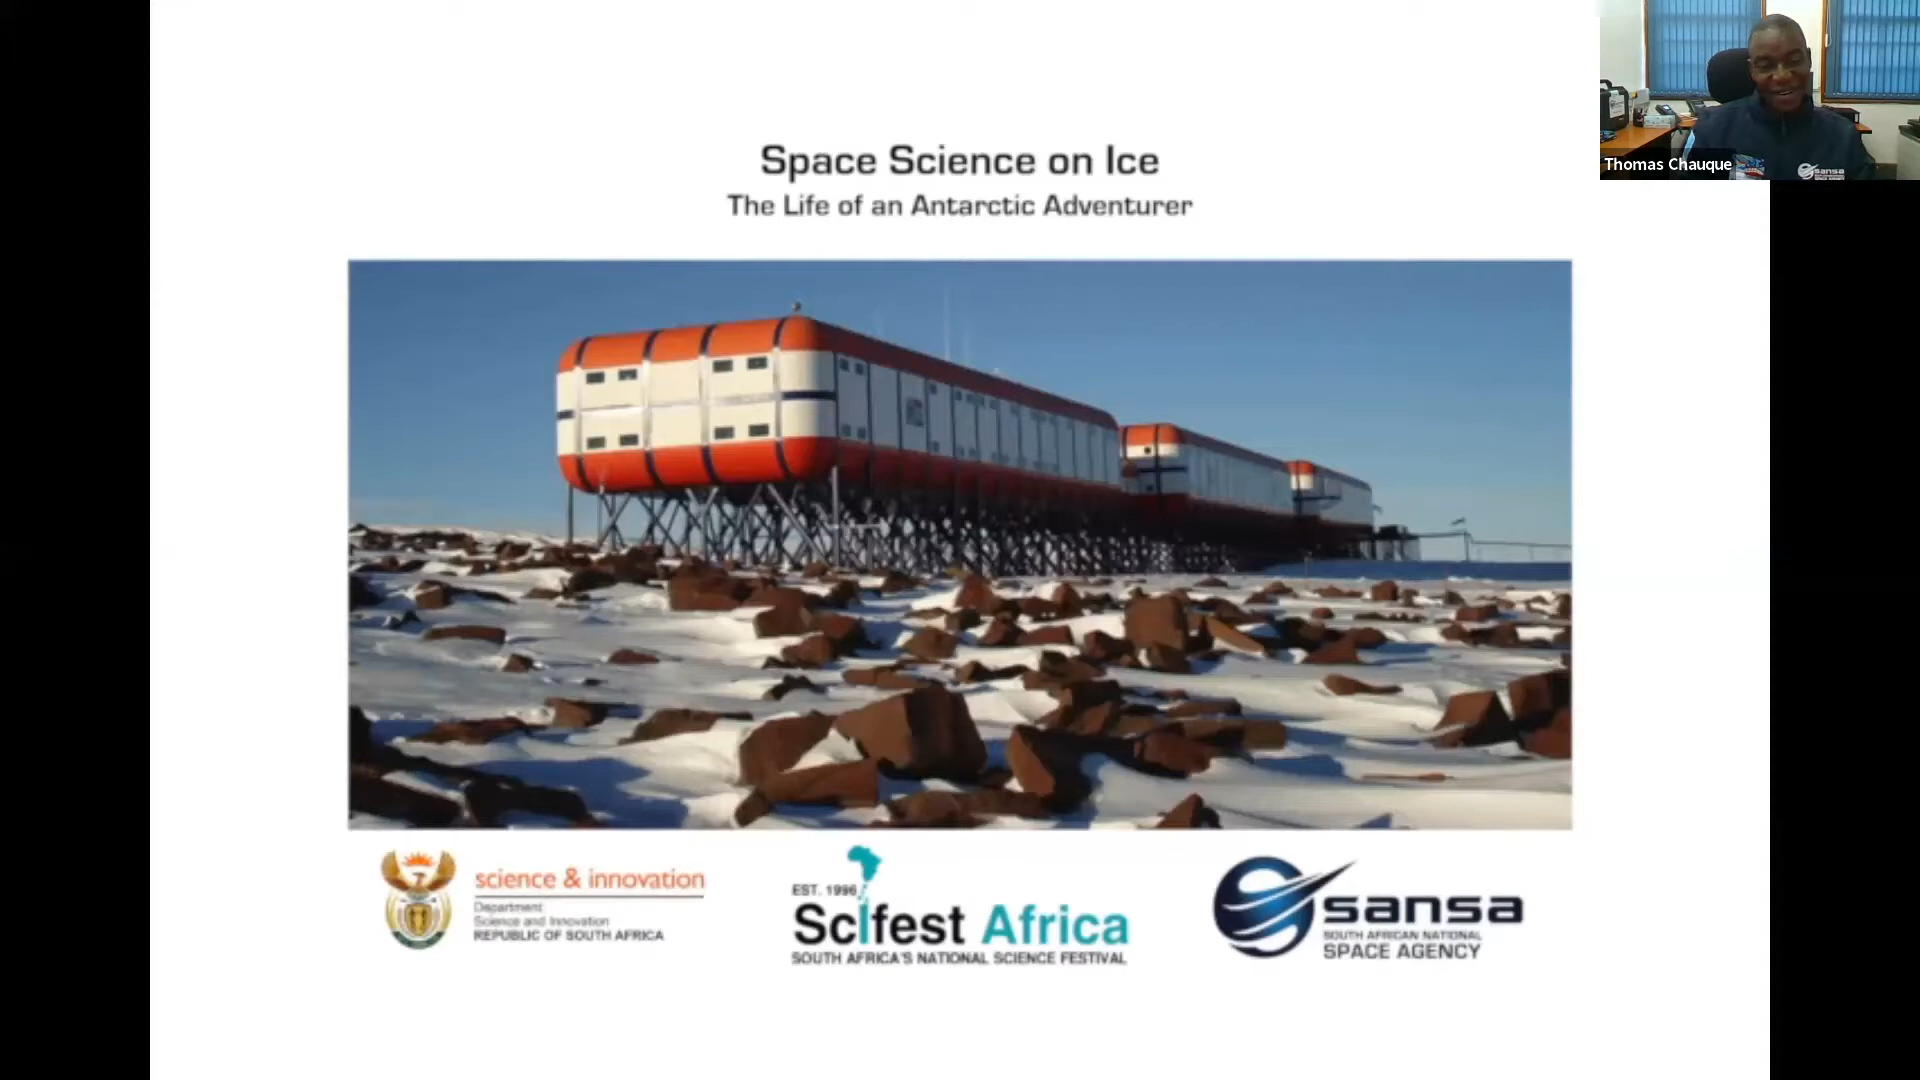 Space Science on Ice
The Life of an Antarctic Adventurer
Thomas Chauque
sansa
science & innovation
Department
Science and Innovation
REPUBLIC OF SOUTH AFRICA
EST. 1996
Scifest Africa
SOUTH AFRICA'S NATIONAL SCIENCE FESTIVAL
sansa
SOUTH AFRICAN NATIONAL
SPACE AGENCY